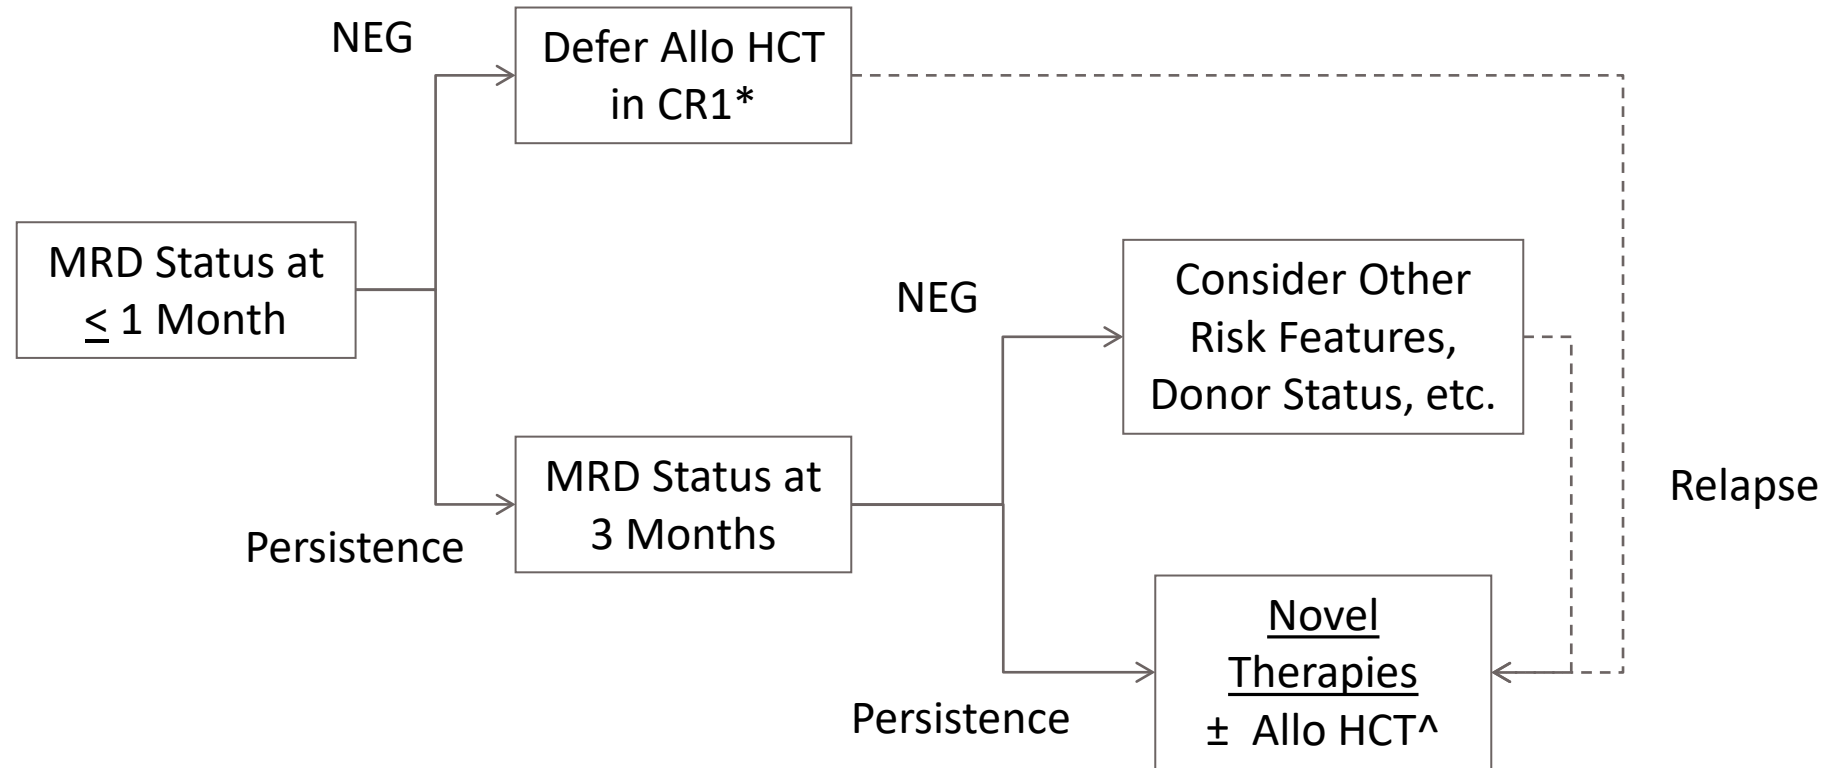 NEG
Defer Allo HCT
in CR1*
MRD Status at
≤ 1 Month
NEG
Consider Other
Risk Features,
Donor Status, etc.
Persistence
MRD Status at
3 Months
Relapse
Persistence
Novel
Therapies
± Allo HCT^